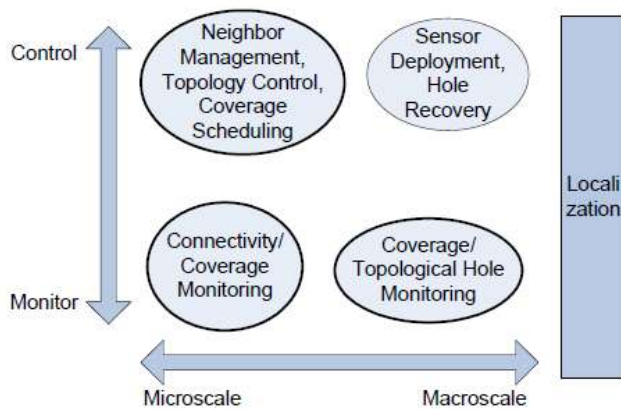 Control
Neighbor
Management,
Topology Control,
Coverage
Scheduling
Sensor
Deployment,
Hole
Recovery
Locali
zation
Connectivity/
Coverage
Monitoring
Coverage/
Topological Hole
Monitoring
Monitor
Microscale
Macroscale